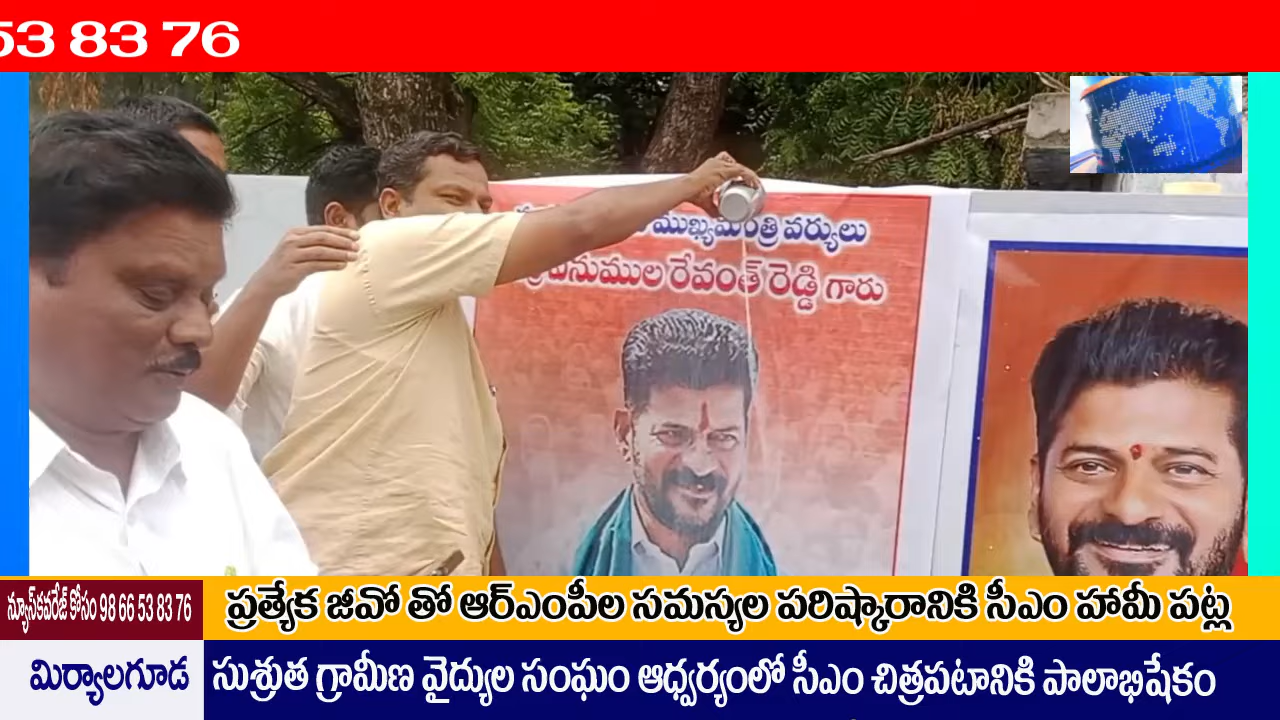 53 83 76
ముఖ్యమంత్రి వర్యులు
రేవంత్ రెడ్డి గారు
న్యూస్‌కవరేజ్ కోసం 98 66 53 83 76
ప్రత్యేక జీవో తో ఆర్ఎంపీల సమస్యల పరిష్కారానికి సీఎం హామీ పట్ల
మిర్యాలగూడ
సుశ్రుత గ్రామీణ వైద్యుల సంఘం ఆధ్వర్యంలో సీఎం చిత్రపటానికి పాలాభిషేకం